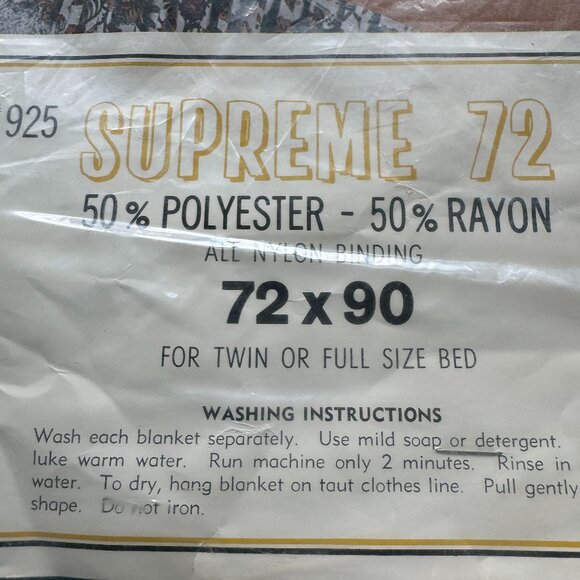 925 SUPREME 72
50% POLYESTER - 50% RAYON
ALL NYLON BINDING
72 x 90
FOR TWIN OR FULL SIZE BED
WASHING INSTRUCTIONS
Wash each blanket separately. Use mild soap or detergent.
luke warm water. Run machine only 2 minutes. Rinse in
water. To dry, hang blanket on taut clothes line. Pull gently
shape. Do not iron.